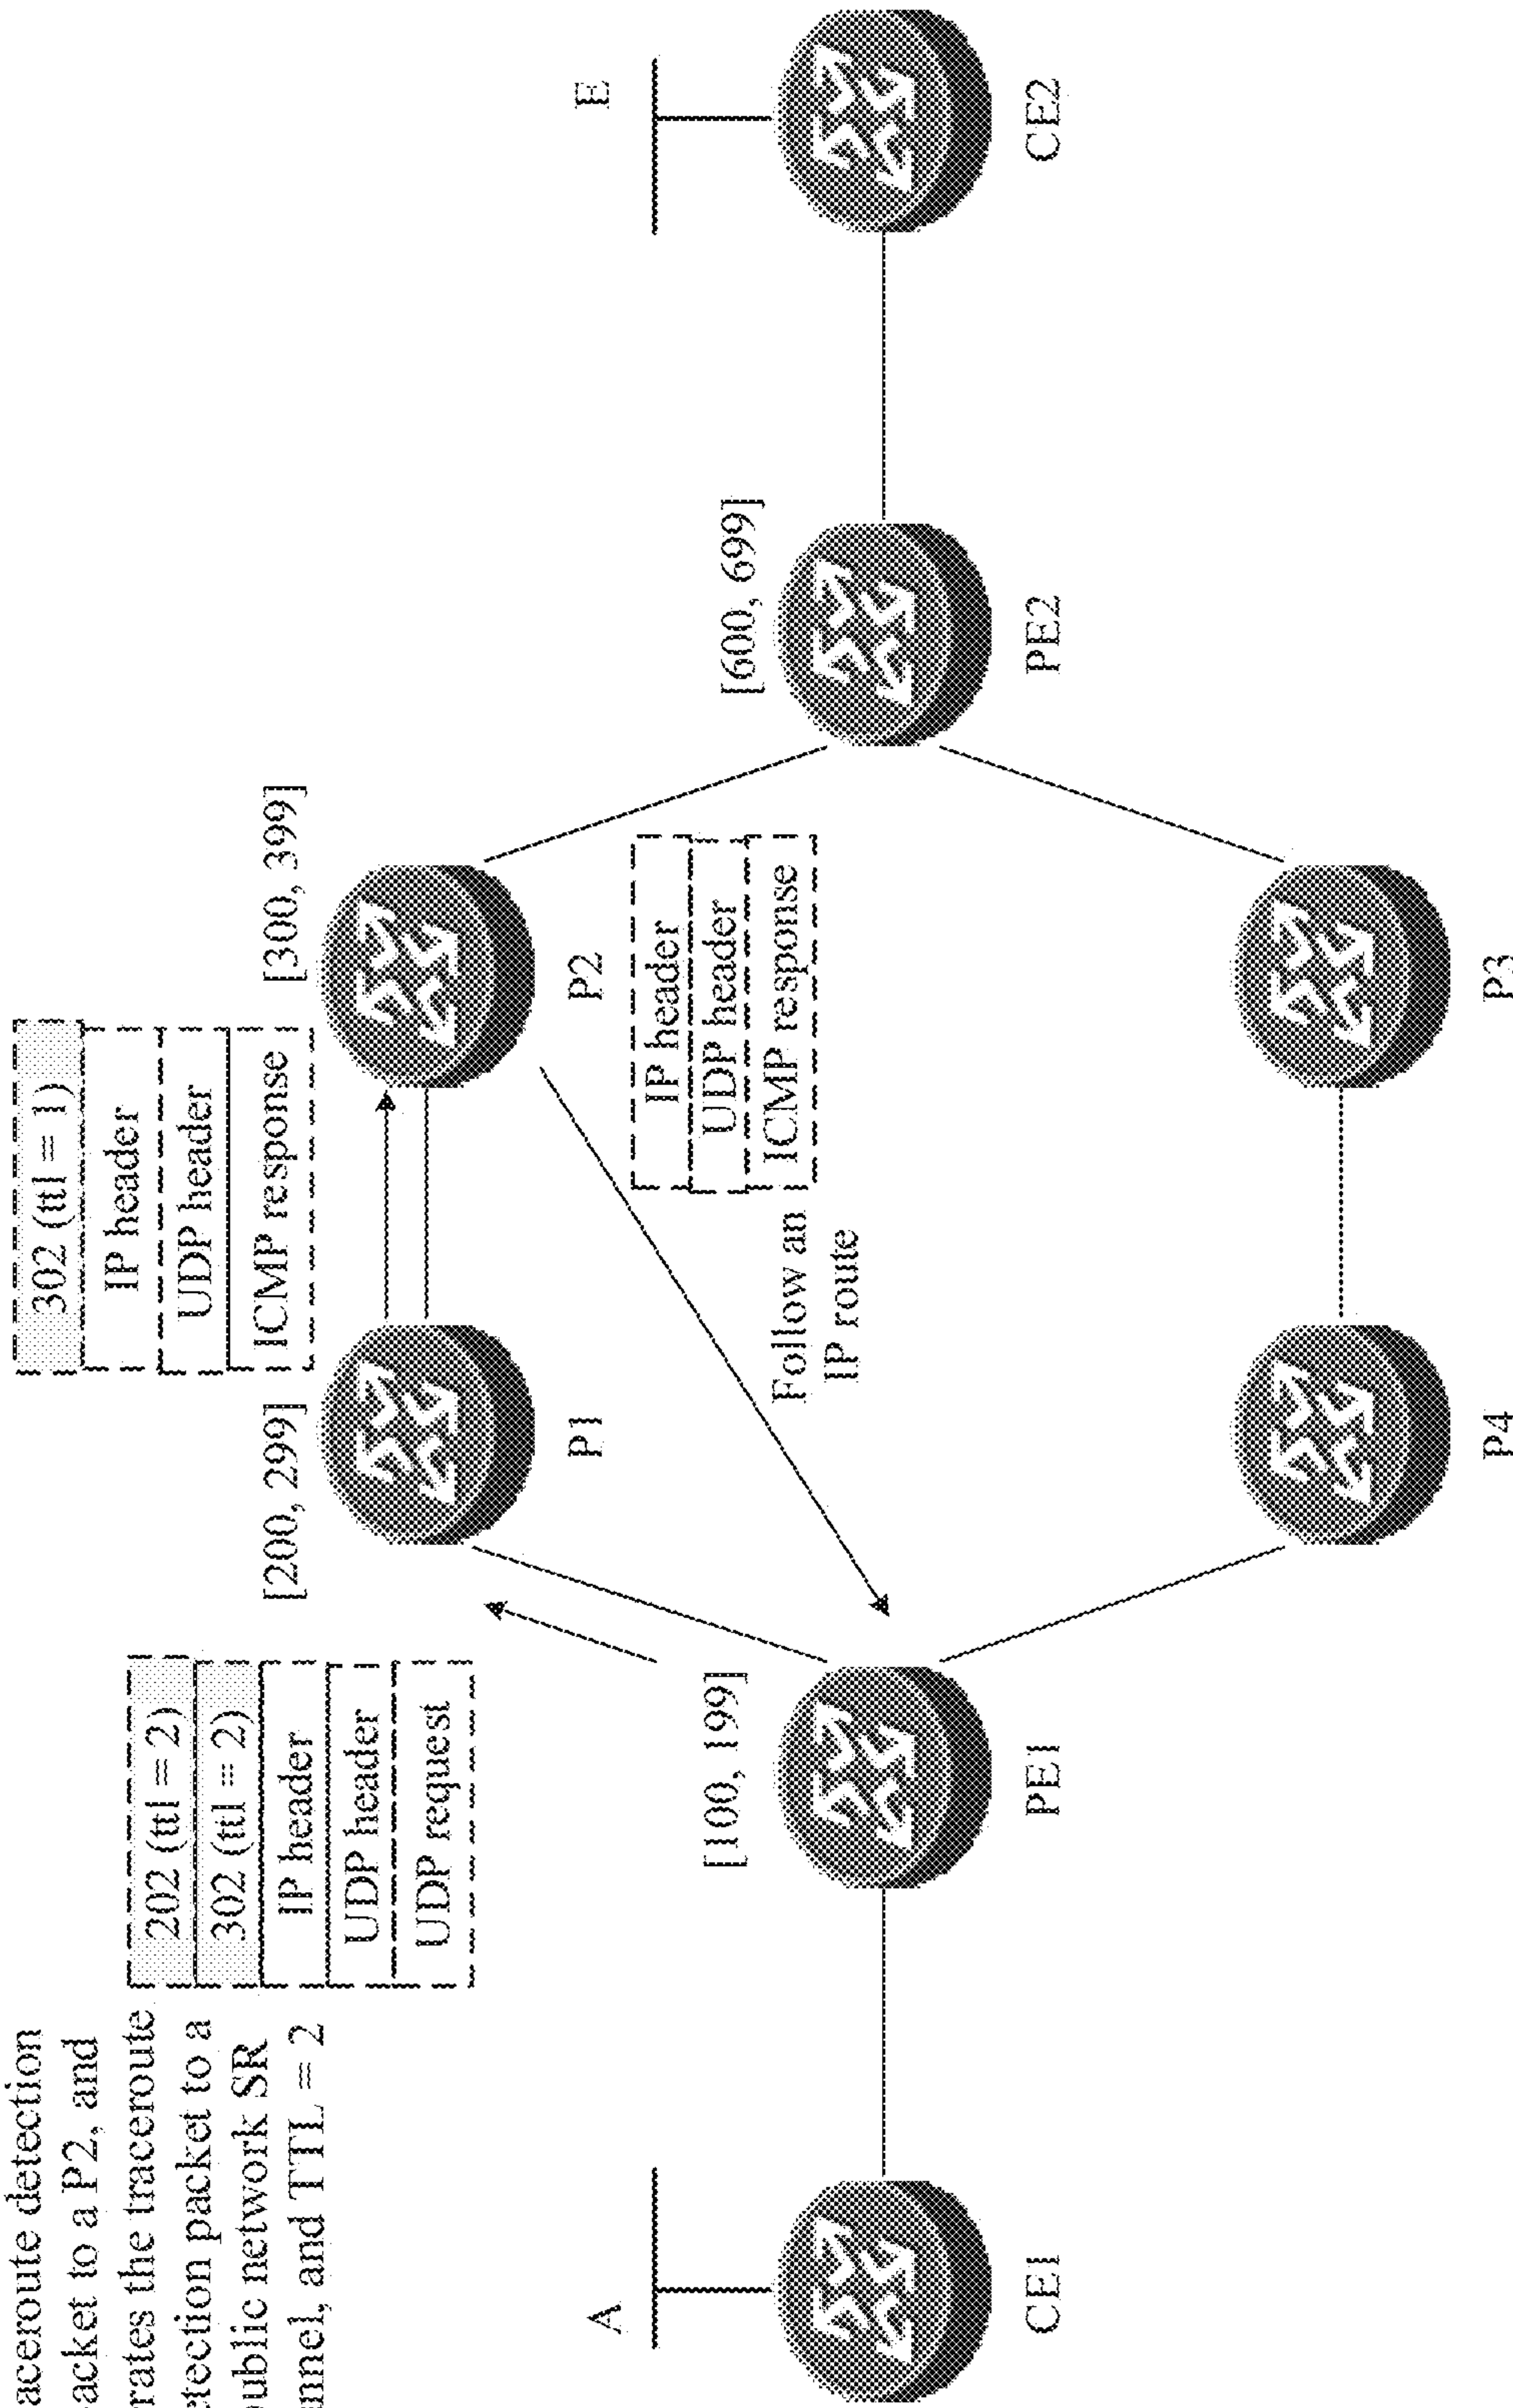 aceroute detection
acket to a P2, and
rates the traceroute
etection packet to a
public network SR
nnel, and TTL = 2
202 (ttl = 2)
302 (ttl = 2)
IP header
UDP header
UDP request
302 (ttl = 1)
IP header
UDP header
ICMP response
[200, 299]
[300, 399]
P1
P2
IP header
UDP header
ICMP response
Follow an
IP route
A
E
[100, 199]
[600, 699]
CE1
PE1
PE2
CE2
P4
P3